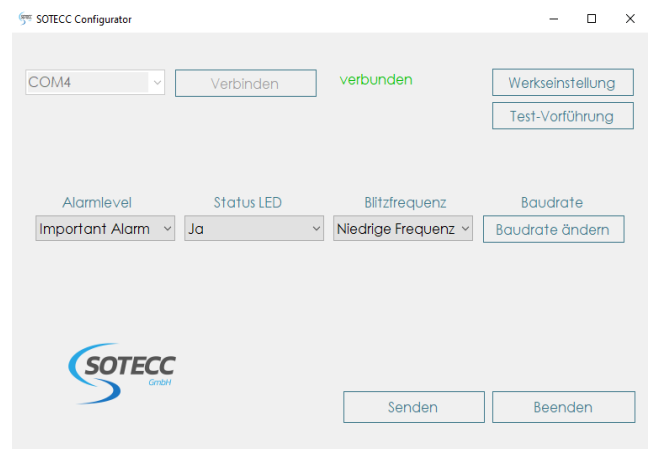 SOTECC Configurator
COM4
Verbinden
verbunden
Werkseinstellung
Test-Vorführung
Alarmlevel
Status LED
Blitzfrequenz
Baudrate
Important Alarm
Ja
Niedrige Frequenz
Baudrate ändern
SOTECC
GmbH
Senden
Beenden